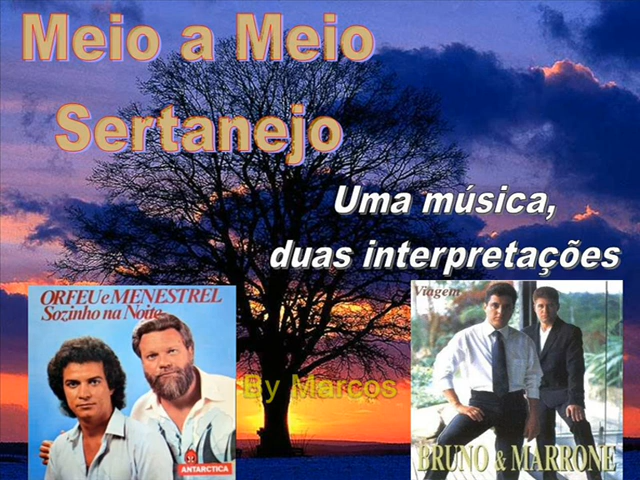 Meio a Meio
Sertanejo
Uma música,
duas interpretações
ORFEU e MENESTREL
Sozinho na Noite
ANTARCTICA
By Marcos
Viagem
BRUNO & MARRONE